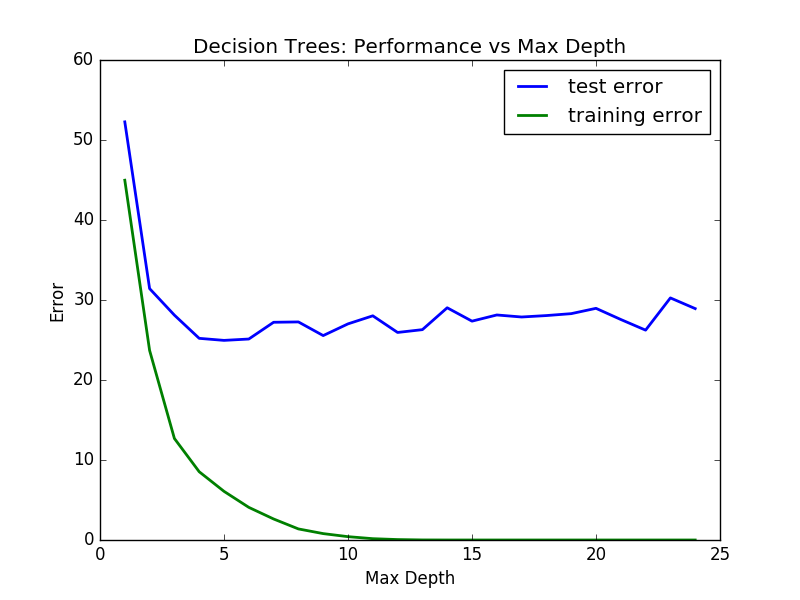 Decision Trees: Performance vs Max Depth
test error
training error
Error
60
50
40
30
20
10
0
0 5 10 15 20 25
Max Depth